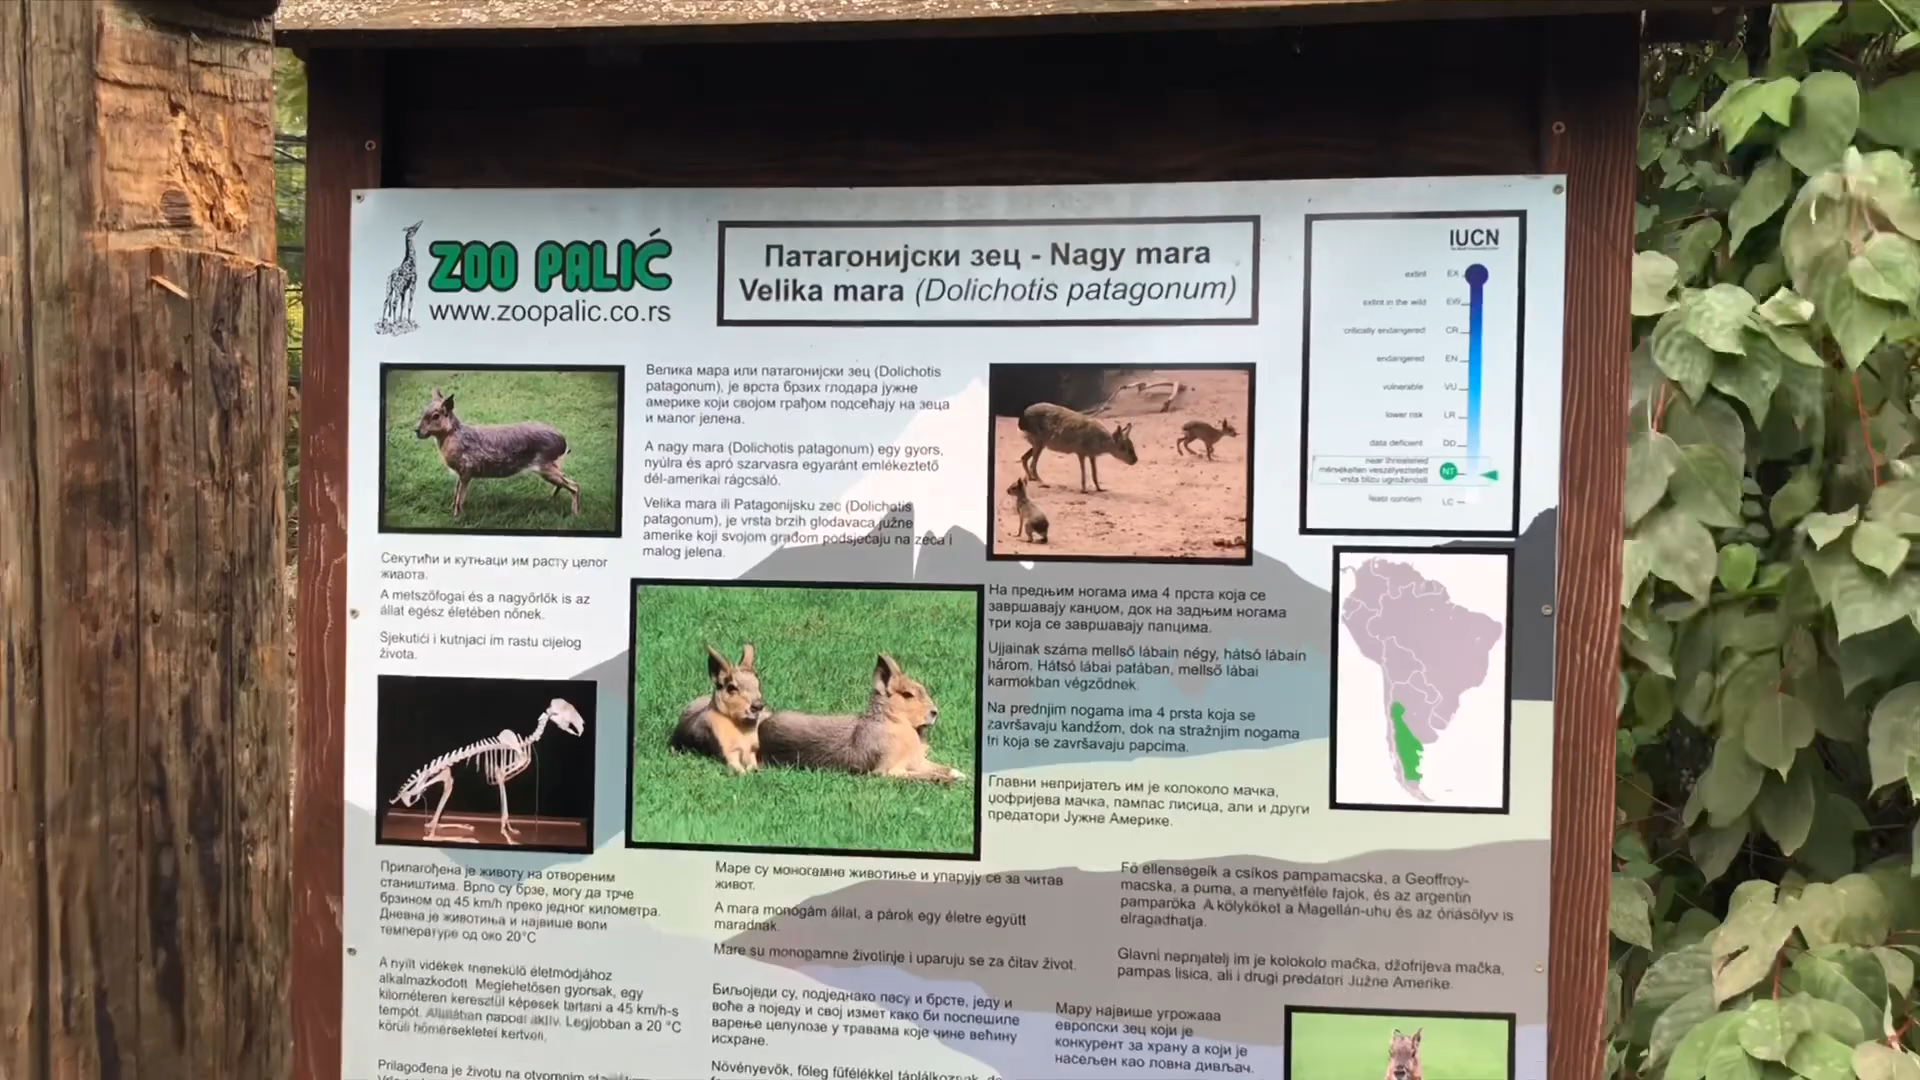 ZOO PALIĆ
www.zoopalic.co.rs
Патагонијски зец - Nagy mara
Velika mara (Dolichotis patagonum)
IUCN
extint EX
extint in the wild EW
critically endangered CR
endangered EN
vulnerable VU
lower risk LR
data deficient DD
near threatened
mérsékelten veszélyeztetett NT
vrsta blizu ugroženosti
least concern LC
Велика мара или патагонијски зец (Dolichotis
patagonum), је врста брзих глодара јужне
америке који својом грађом подсећају на зеца
и малог јелена.
A nagy mara (Dolichotis patagonum) egy gyors,
nyúlra és apró szarvasra egyaránt emlékeztető
dél-amerikai rágcsáló.
Velika mara ili Patagonijsku zec (Dolichotis
patagonum), je vrsta brzih glodavaca južne
amerike koji svojom građom podsjećaju na zeca i
malog jelena.
Секутићи и кутњаци им расту целог
живота.
A metszőfogai és a nagyőrlők is az
állat egész életében nőnek.
Sjekutići i kutnjaci im rastu cijelog
života.
На предњим ногама има 4 прста која се
завршавају канџом, док на задњим ногама
три која се завршавају папцима.
Ujjainak száma mellső lábain négy, hátsó lábain
három. Hátsó lábai patában, mellső lábai
karmokban végződnek.
Na prednjim nogama ima 4 prsta koja se
završavaju kandžom, dok na stražnjim nogama
tri koja se završavaju papcima.
Главни непријатељ им је колоколо мачка,
џофријева мачка, пампас лисица, али и други
предатори Јужне Америке.
Fő ellenségeik a csíkos pampamacska, a Geoffroy-
macska, a puma, a menyétféle fajok, és az argentin
pamparóka. A kölyköket a Magellán-uhu és az óriásölyv is
elragadhatja.
Glavni neprijatelj im je kolokolo mačka, džofrijeva mačka,
pampas lisica, ali i drugi predatori Južne Amerike.
Прилагођена је животу на отвореним
стаништима. Врло су брзе, могу да трче
брзином од 45 km/h преко једног километра.
Дневна је животиња и највише воли
температуре од око 20°C
A nyílt vidékek menekülő életmódjához
alkalmazkodott. Meglehetősen gyorsak, egy
kilométeren keresztül képesek tartani a 45 km/h-s
tempót. Általában nappal aktív. Legjobban a 20 °C
körüli hőmérsékletet kedveli.
Prilagođena je životu na otvornim
Маре су моногамне животиње и упарују се за читав
живот.
A mara monogám állat, a párok egy életre együtt
maradnak.
Mare su monogamne životinje i uparuju se za čitav život.
Биљоједи су, подједнако пасу и брсте, једу и
воће а поједу и свој измет како би поспешиле
варење целулозе у травама које чине већину
исхране.
Növényevők, főleg fűfélékkel táplálkoznak, de
Мару највише угрожава
европски зец који је
конкурент за храну а који је
насељен као ловна дивљач.